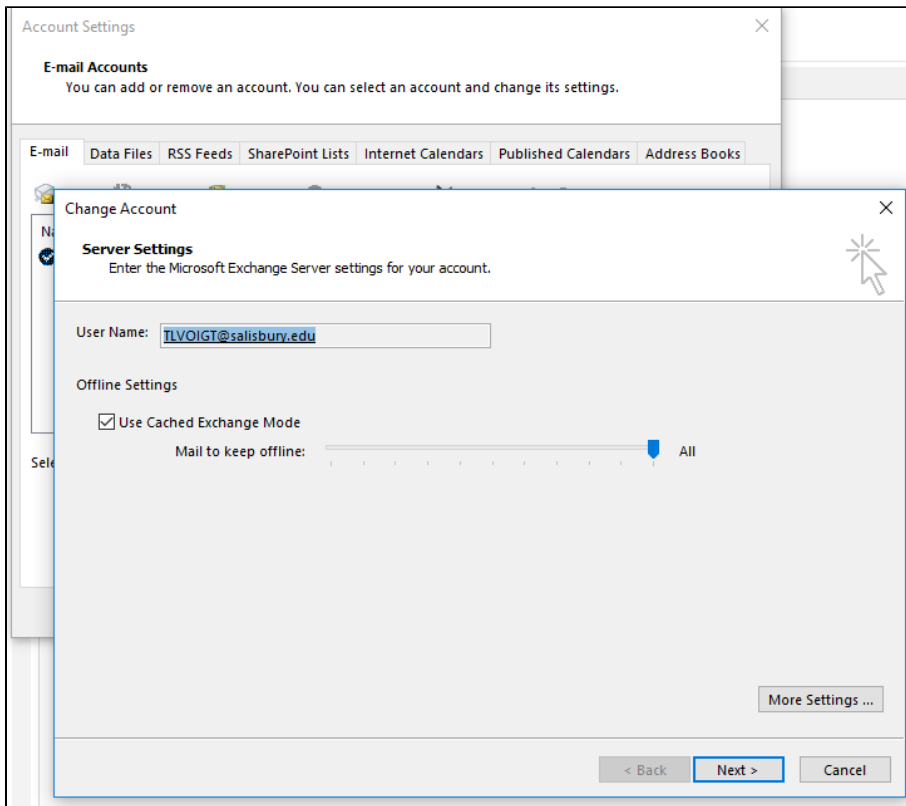 Account Settings
E-mail Accounts
You can add or remove an account. You can select an account and change its settings.
E-mail Data Files RSS Feeds SharePoint Lists Internet Calendars Published Calendars Address Books
Change Account
Server Settings
Enter the Microsoft Exchange Server settings for your account.
User Name: TLVOIGT@salisbury.edu
Offline Settings
Use Cached Exchange Mode
Mail to keep offline: All
More Settings ...
< Back Next > Cancel